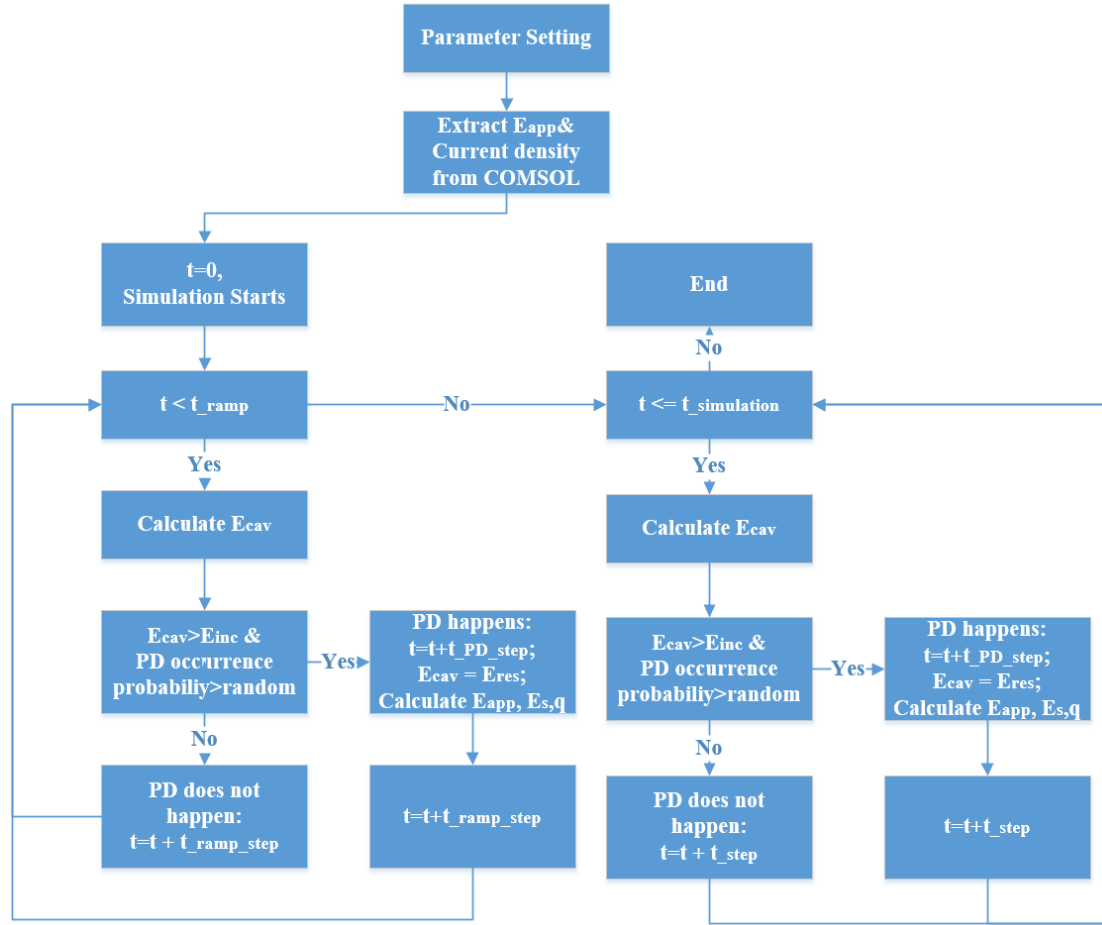 Parameter Setting
Extract Eapp&
Current density
from COMSOL
t=0,
Simulation Starts
t < t_ramp
Yes
No
Calculate Ecav
Ecav>Einc &
PD occurrence
probabiliy>random
Yes
No
PD happens:
t=t+t_PD_step;
Ecav = Eres;
Calculate Eapp, Es,q
PD does not
happen:
t=t + t_ramp_step
t=t+t_ramp_step
End
No
t <= t_simulation
Yes
Calculate Ecav
Ecav>Einc &
PD occurrence
probabiliy>random
Yes
No
PD happens:
t=t+t_PD_step;
Ecav = Eres;
Calculate Eapp, Es,q
PD does not
happen:
t=t + t_step
t=t+t_step